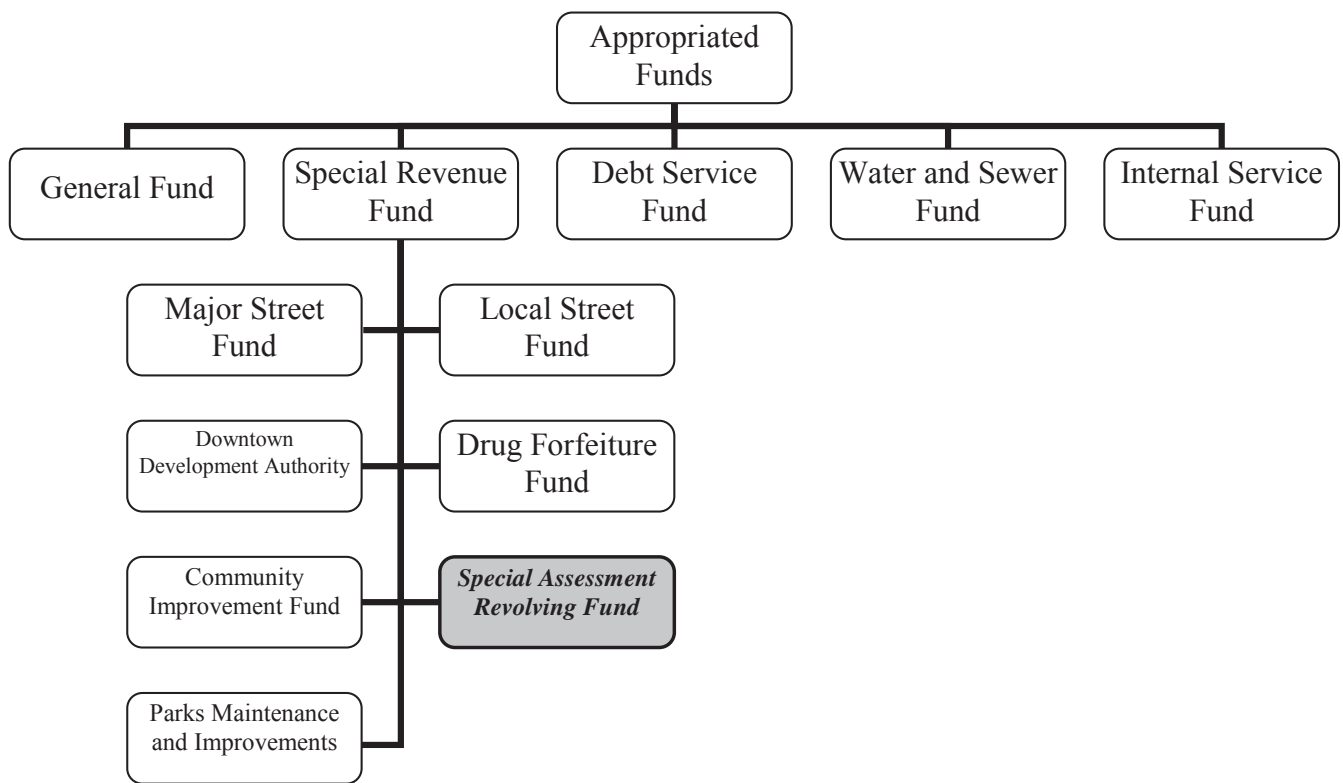 Appropriated
Funds
General Fund
Special Revenue
Fund
Debt Service
Fund
Water and Sewer
Fund
Internal Service
Fund
Major Street
Fund
Local Street
Fund
Downtown
Development Authority
Drug Forfeiture
Fund
Community
Improvement Fund
Special Assessment
Revolving Fund
Parks Maintenance
and Improvements